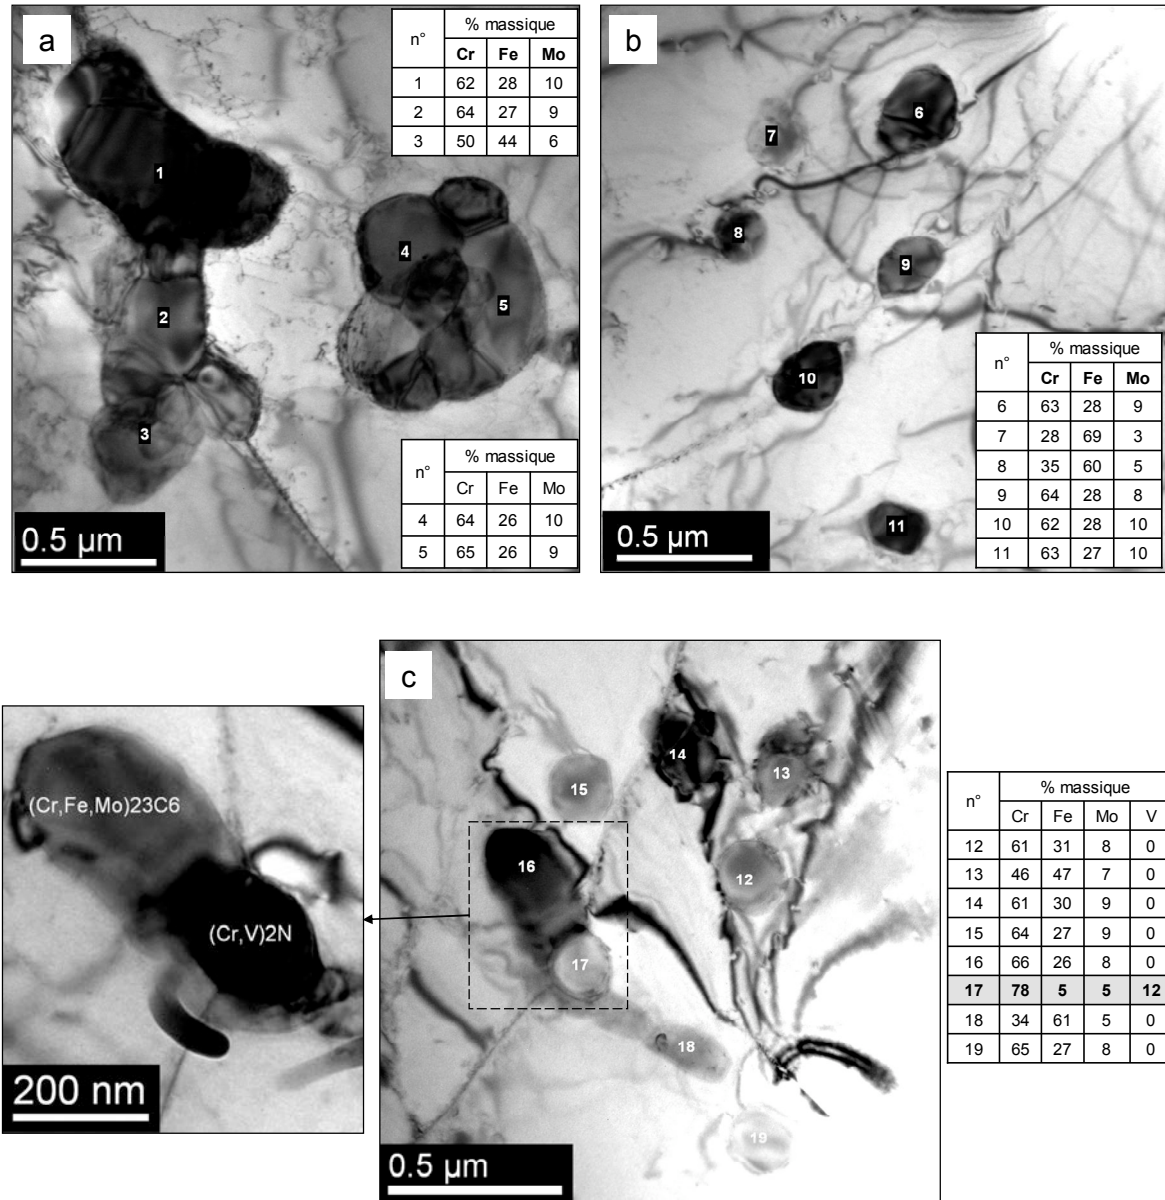 a
n° % massique
Cr Fe Mo
1 62 28 10
2 64 27 9
3 50 44 6
1
2
3
4
5
n° % massique
Cr Fe Mo
4 64 26 10
5 65 26 9
0.5 µm
b
6
7
8
9
10
11
n° % massique
Cr Fe Mo
6 63 28 9
7 28 69 3
8 35 60 5
9 64 28 8
10 62 28 10
11 63 27 10
0.5 µm
(Cr,Fe,Mo)23C6
(Cr,V)2N
200 nm
c
14
13
15
16
12
17
18
19
0.5 µm
n° % massique
Cr Fe Mo V
12 61 31 8 0
13 46 47 7 0
14 61 30 9 0
15 64 27 9 0
16 66 26 8 0
17 78 5 5 12
18 34 61 5 0
19 65 27 8 0